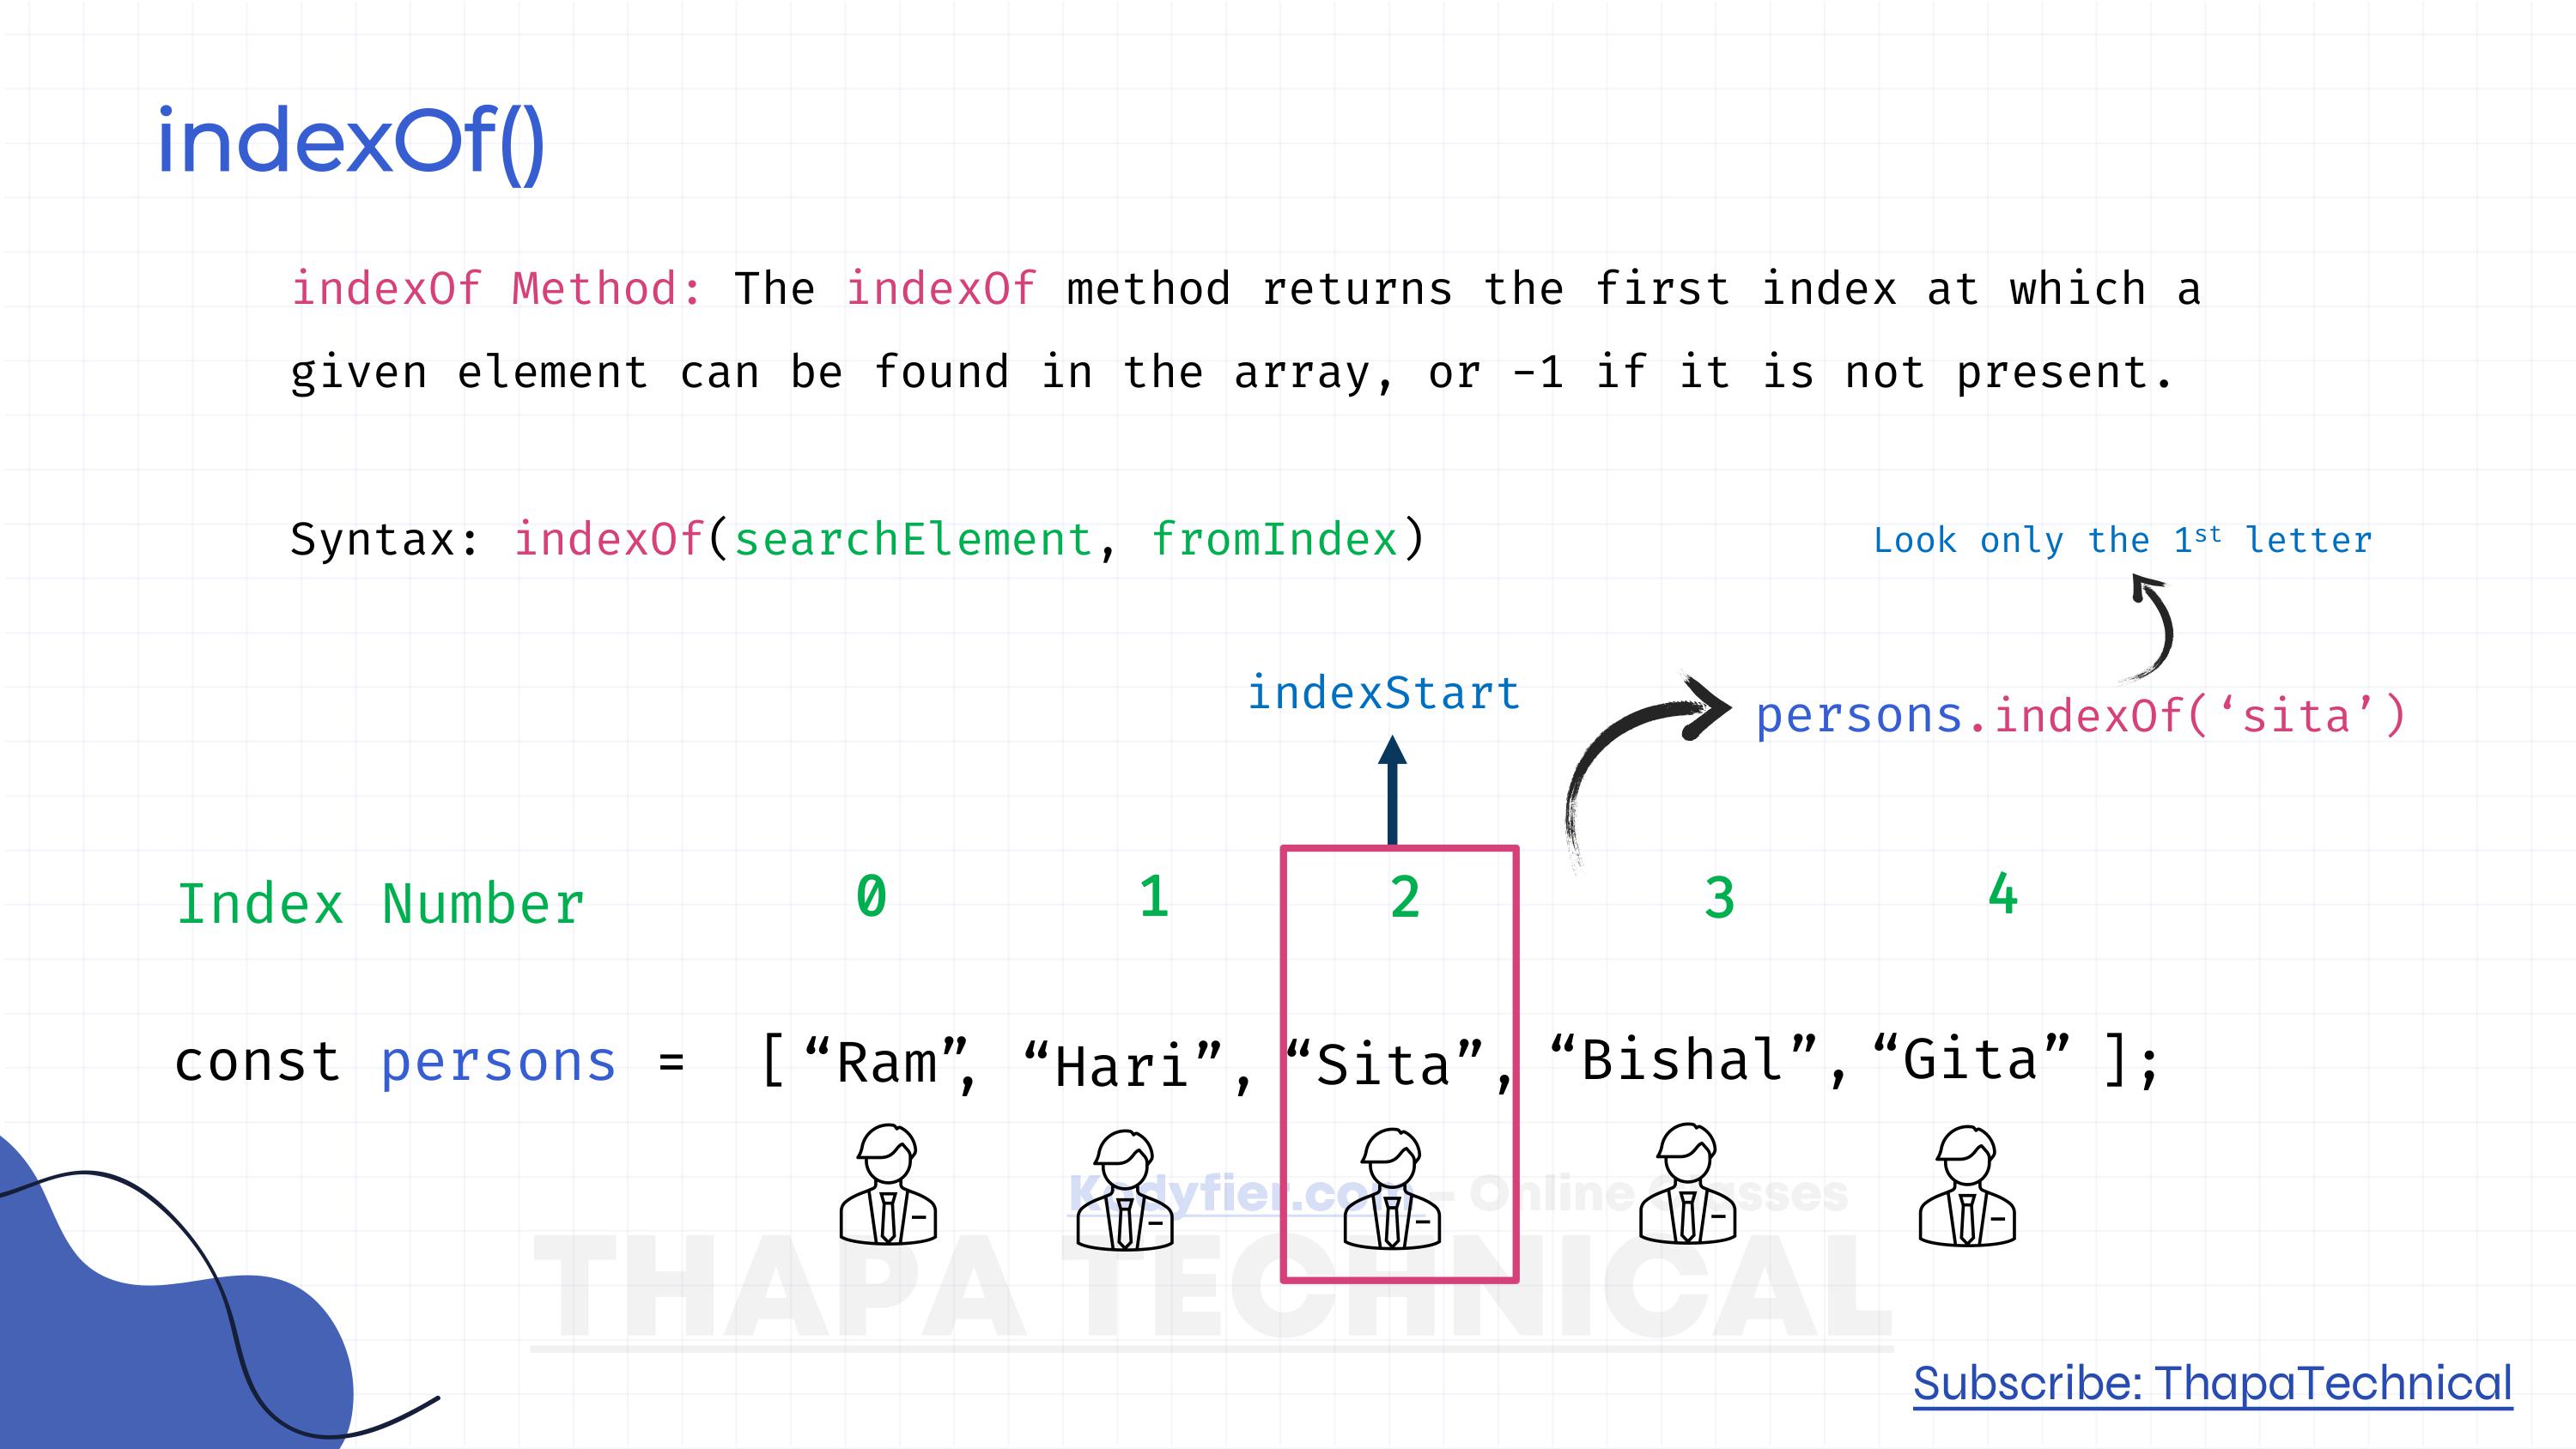 indexOf()
indexOf Method: The indexOf method returns the first index at which a
given element can be found in the array, or -1 if it is not present.
Syntax: indexOf(searchElement, fromIndex)
Look only the 1st letter
indexStart
persons.indexOf(‘sita’)
Index Number 0 1 2 3 4
const persons = [ “Ram”, “Hari”, “Sita”, “Bishal”, “Gita” ];
Kodyfier.com - Online Classes
THAPA TECHNICAL
Subscribe: ThapaTechnical